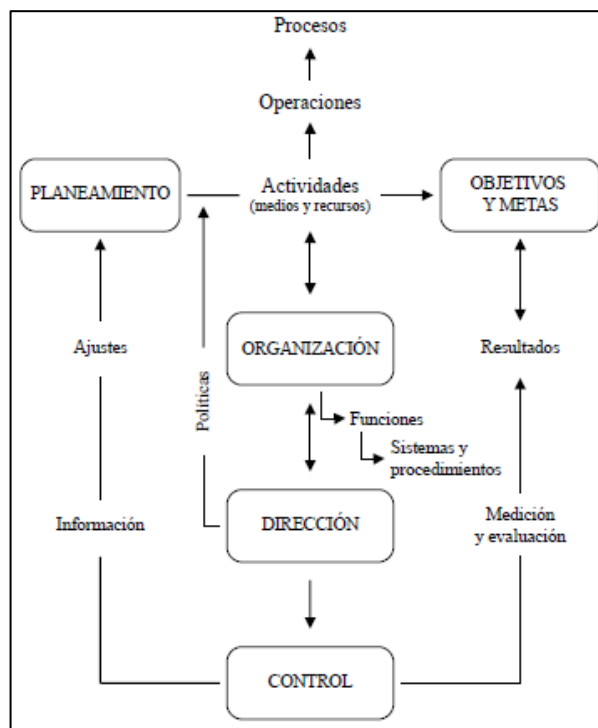 Procesos
Operaciones
PLANEAMIENTO
Actividades
(medios y recursos)
OBJETIVOS
Y METAS
Ajustes
Políticas
ORGANIZACIÓN
Resultados
Funciones
Sistemas y
procedimientos
Información
DIRECCIÓN
Medición
y evaluación
CONTROL